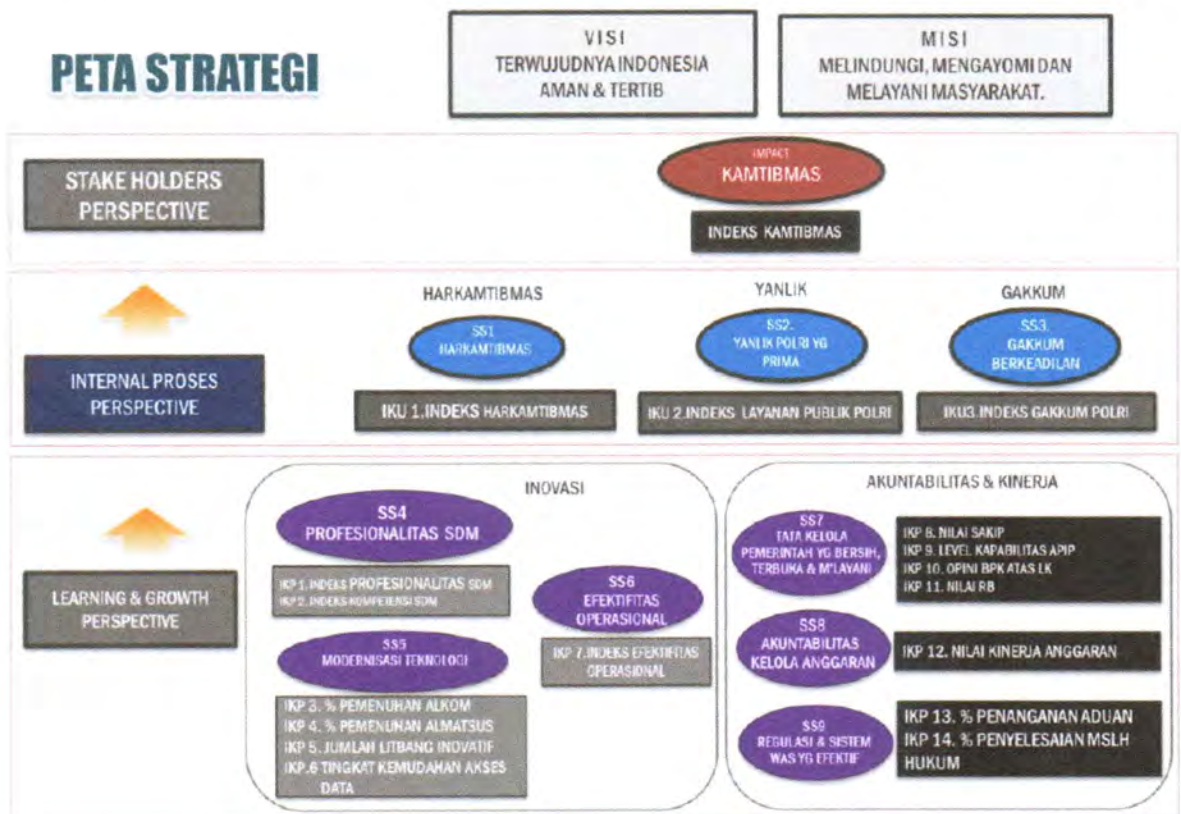 PETA STRATEGI
VISI
TERWUJUDNYA INDONESIA
AMAN & TERTIB
MISI
MELINDUNGI, MENGAYOMI DAN
MELAYANI MASYARAKAT.
STAKE HOLDERS
PERSPECTIVE
IMPACT
KAMTIBMAS
INDEKS KAMTIBMAS
INTERNAL PROSES
PERSPECTIVE
HARKAMTIBMAS
SS1
HARKAMTIBMAS
IKU 1.INDEKS HARKAMTIBMAS
YANLIK
SS2.
YANLIK POLRI YG
PRIMA
IKU 2.INDEKS LAYANAN PUBLIK POLRI
GAKKUM
SS3.
GAKKUM
BERKEADILAN
IKU3.INDEKS GAKKUM POLRI
LEARNING & GROWTH
PERSPECTIVE
INOVASI
SS4
PROFESIONALITAS SDM
IKP 1. INDEKS PROFESIONALITAS SDM
IKP 2. INDEKS KOMPETENSI SDM
SS5
MODERNISASI TEKNOLOGI
IKP 3. % PEMENUHAN ALKOM
IKP 4. % PEMENUHAN ALMATSUS
IKP 5. JUMLAH LITBANG INOVATIF
IKP.6 TINGKAT KEMUDAHAN AKSES
DATA
SS6
EFEKTIFITAS
OPERASIONAL
IKP 7.INDEKS EFEKTIFITAS
OPERASIONAL
AKUNTABILITAS & KINERJA
SS7
TATA KELOLA
PEMERINTAH YG BERSIH,
TERBUKA & M'LAYANI
IKP 8. NILAI SAKIP
IKP 9. LEVEL KAPABILITAS APIP
IKP 10. OPINI BPK ATAS LK
IKP 11. NILAI RB
SS8
AKUNTABILITAS
KELOLA ANGGARAN
IKP 12. NILAI KINERJA ANGGARAN
SS9
REGULASI & SISTEM
WAS YG EFEKTIF
IKP 13. % PENANGANAN ADUAN
IKP 14. % PENYELESAIAN MSLH
HUKUM